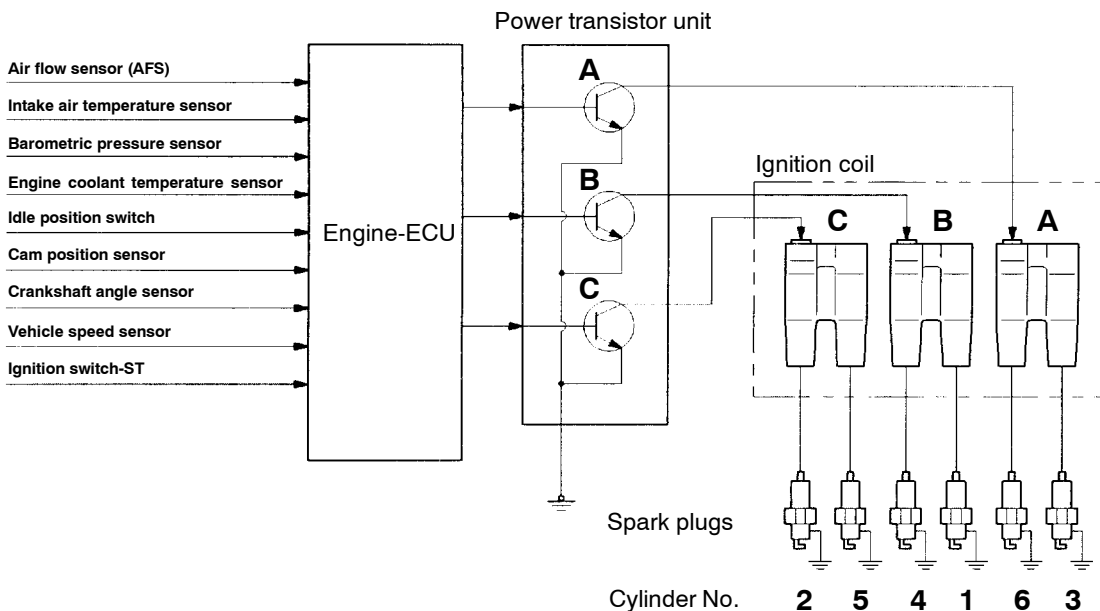 Power transistor unit
Air flow sensor (AFS)
Intake air temperature sensor
Barometric pressure sensor
Engine coolant temperature sensor
Idle position switch
Cam position sensor
Crankshaft angle sensor
Vehicle speed sensor
Ignition switch-ST
Engine-ECU
A
B
C
Ignition coil
C B A
Spark plugs
Cylinder No. 2 5 4 1 6 3